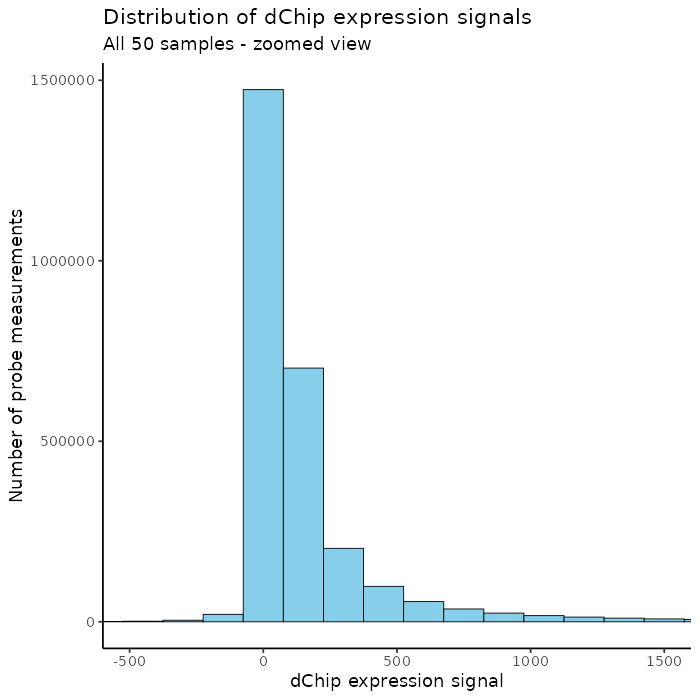 Distribution of dChip expression signals
All 50 samples - zoomed view
Number of probe measurements
1500000
1000000
500000
0
-500 0 500 1000 1500
dChip expression signal